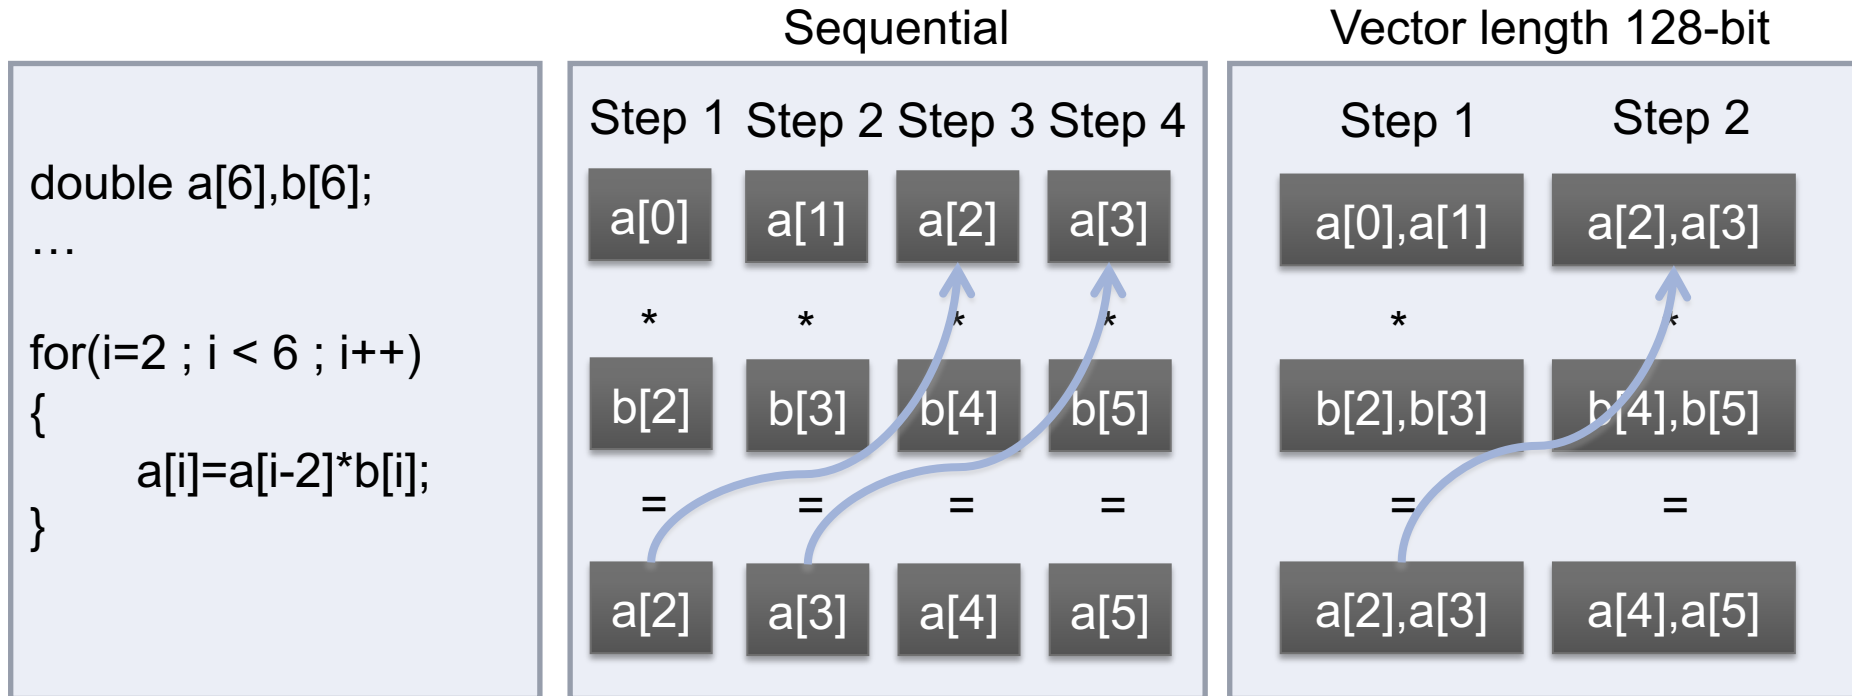 Sequential
Vector length 128-bit
double a[6],b[6];
…
for(i=2 ; i < 6 ; i++)
{
a[i]=a[i-2]*b[i];
}
Step 1 Step 2 Step 3 Step 4
a[0] a[1] a[2] a[3]
* * * *
b[2] b[3] b[4] b[5]
= = = =
a[2] a[3] a[4] a[5]
Step 1 Step 2
a[0],a[1] a[2],a[3]
* *
b[2],b[3] b[4],b[5]
= =
a[2],a[3] a[4],a[5]